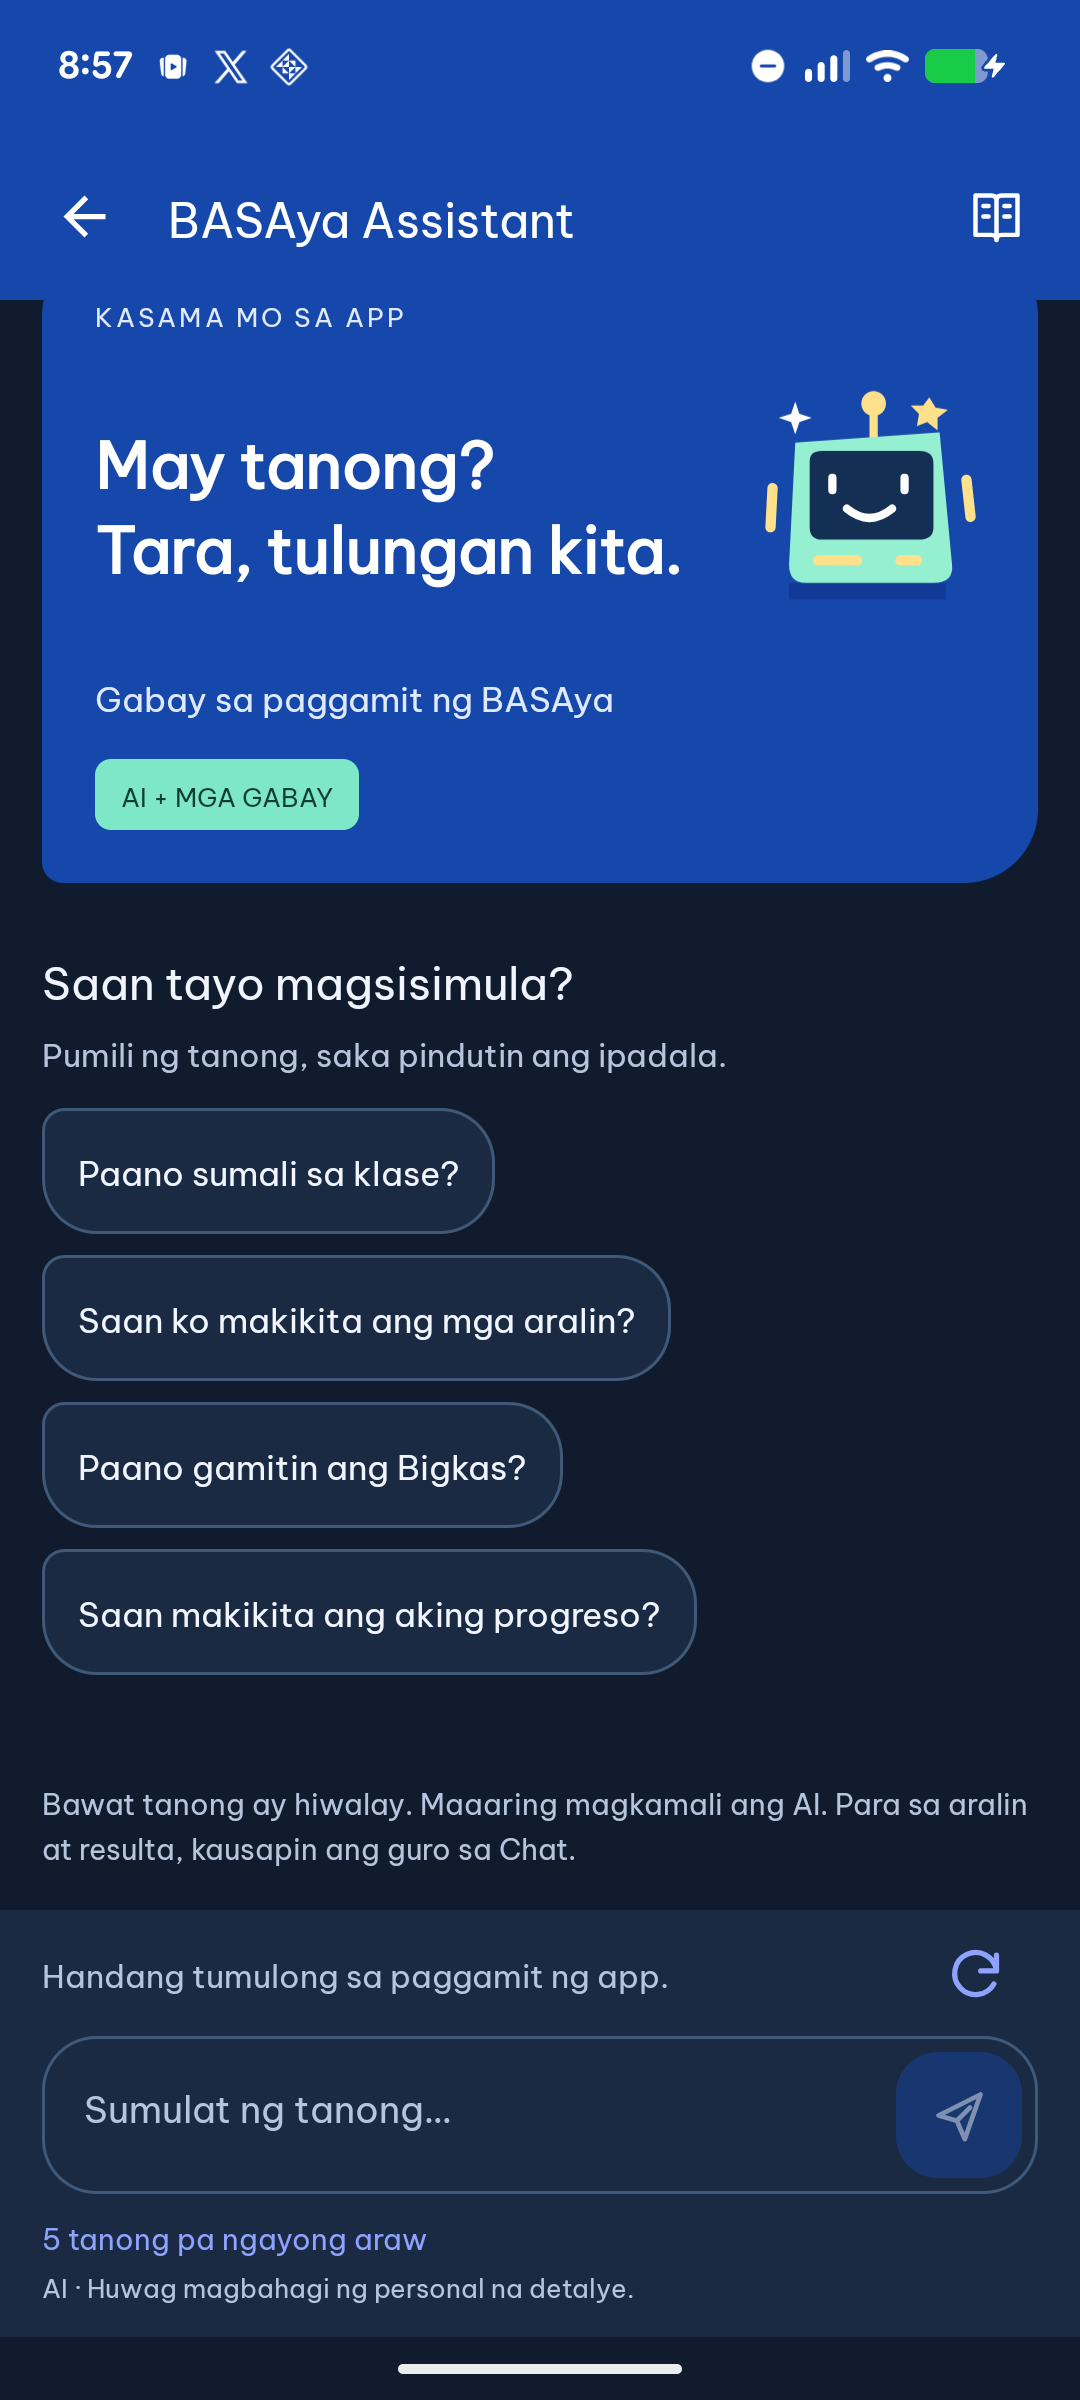 8:57
BASAya Assistant
KASAMA MO SA APP
May tanong?
Tara, tulungan kita.
Gabay sa paggamit ng BASAya
AI + MGA GABAY
Saan tayo magsisimula?
Pumili ng tanong, saka pindutin ang ipadala.
Paano sumali sa klase?
Saan ko makikita ang mga aralin?
Paano gamitin ang Bigkas?
Saan makikita ang aking progreso?
Bawat tanong ay hiwalay. Maaaring magkamali ang AI. Para sa aralin
at resulta, kausapin ang guro sa Chat.
Handang tumulong sa paggamit ng app.
Sumulat ng tanong...
5 tanong pa ngayong araw
AI · Huwag magbahagi ng personal na detalye.